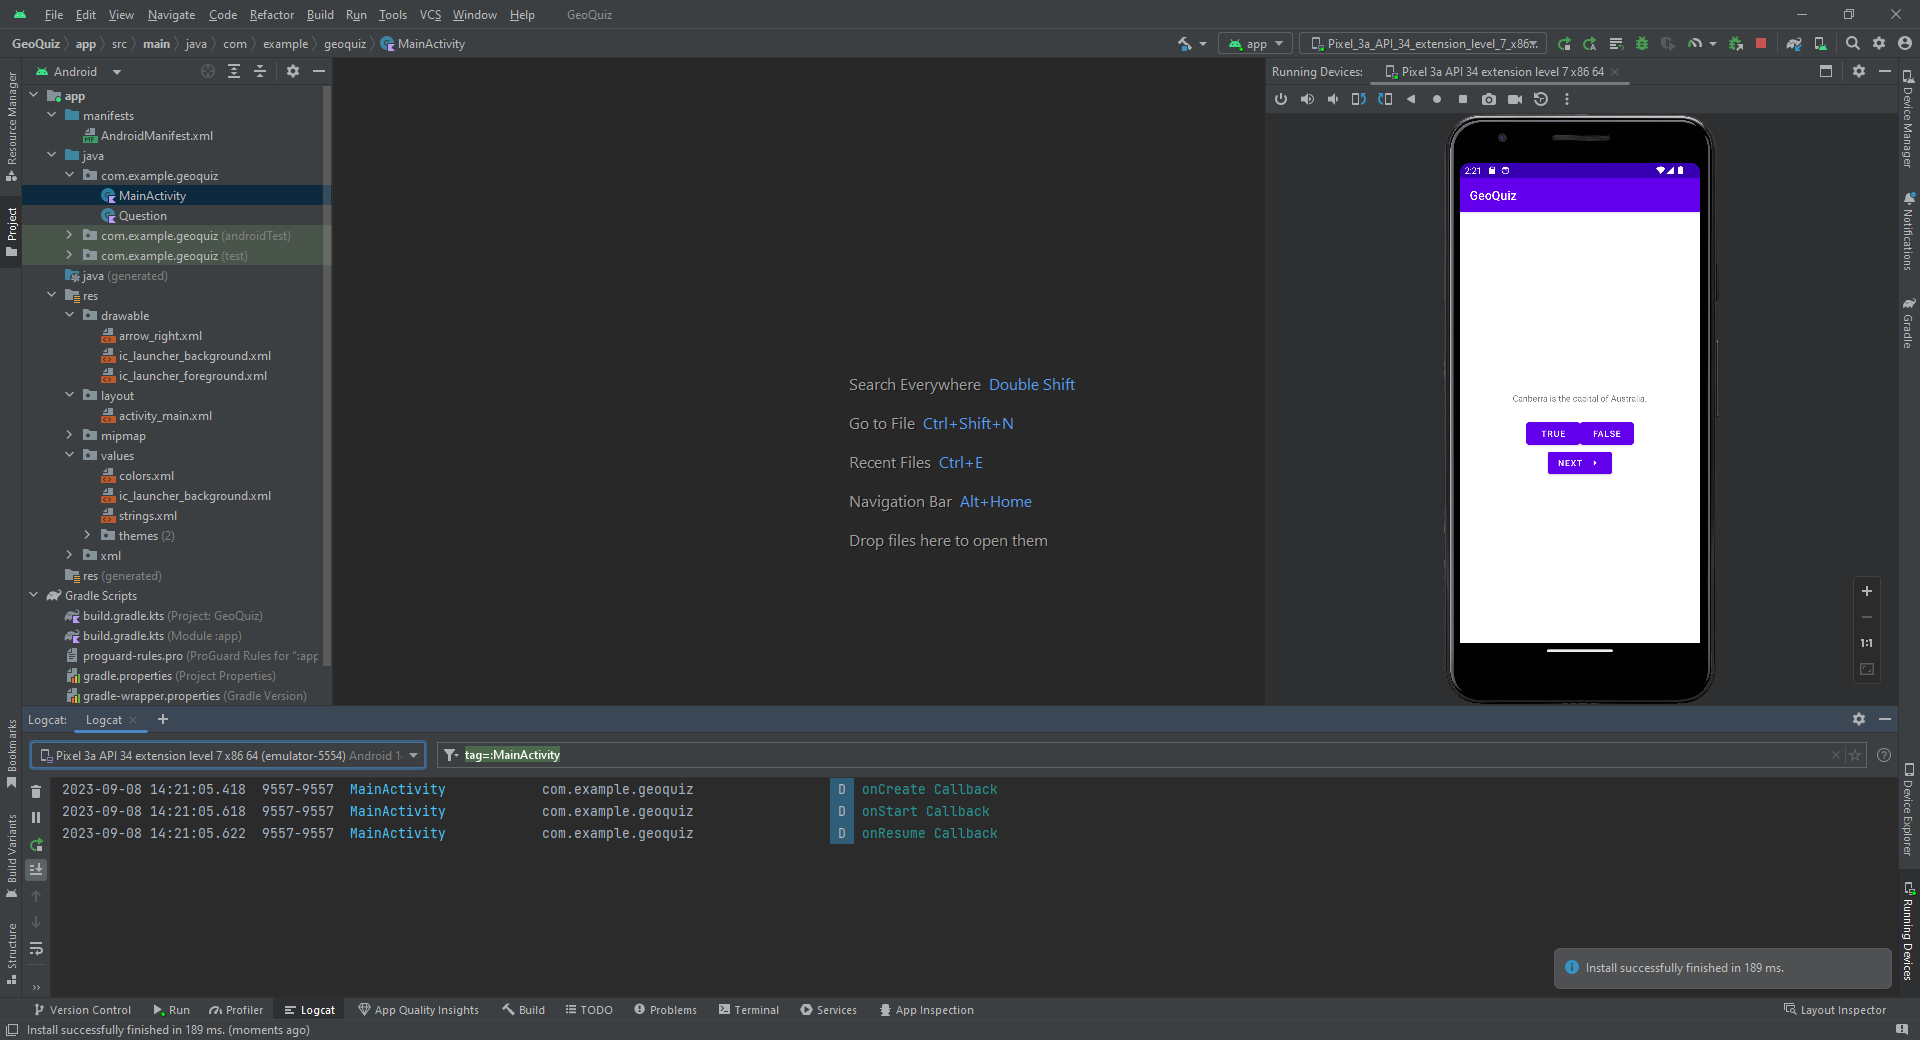 File Edit View Navigate Code Refactor Build Run Tools VCS Window Help GeoQuiz
GeoQuiz app src main java com example geoquiz MainActivity
app Pixel_3a_API_34_extension_level_7_x86
Resource Manager
Project
Bookmarks
Build Variants
Structure
Android
app
manifests
AndroidManifest.xml
java
com.example.geoquiz
MainActivity
Question
com.example.geoquiz (androidTest)
com.example.geoquiz (test)
java (generated)
res
drawable
arrow_right.xml
ic_launcher_background.xml
ic_launcher_foreground.xml
layout
activity_main.xml
mipmap
values
colors.xml
ic_launcher_background.xml
strings.xml
themes (2)
xml
res (generated)
Gradle Scripts
build.gradle.kts (Project: GeoQuiz)
build.gradle.kts (Module :app)
proguard-rules.pro (ProGuard Rules for ":app
gradle.properties (Project Properties)
gradle-wrapper.properties (Gradle Version)
Search Everywhere Double Shift
Go to File Ctrl+Shift+N
Recent Files Ctrl+E
Navigation Bar Alt+Home
Drop files here to open them
Running Devices: Pixel 3a API 34 extension level 7 x86 64
2:21
GeoQuiz
Canberra is the capital of Australia.
TRUE FALSE
NEXT
1:1
Device Manager
Notifications
Gradle
Device Explorer
Running Devices
Logcat: Logcat
Pixel 3a API 34 extension level 7 x86 64 (emulator-5554) Android 1
tag=:MainActivity
2023-09-08 14:21:05.418 9557-9557 MainActivity com.example.geoquiz D onCreate Callback
2023-09-08 14:21:05.618 9557-9557 MainActivity com.example.geoquiz D onStart Callback
2023-09-08 14:21:05.622 9557-9557 MainActivity com.example.geoquiz D onResume Callback
Install successfully finished in 189 ms.
Version Control Run Profiler Logcat App Quality Insights Build TODO Problems Terminal Services App Inspection Layout Inspector
Install successfully finished in 189 ms. (moments ago)